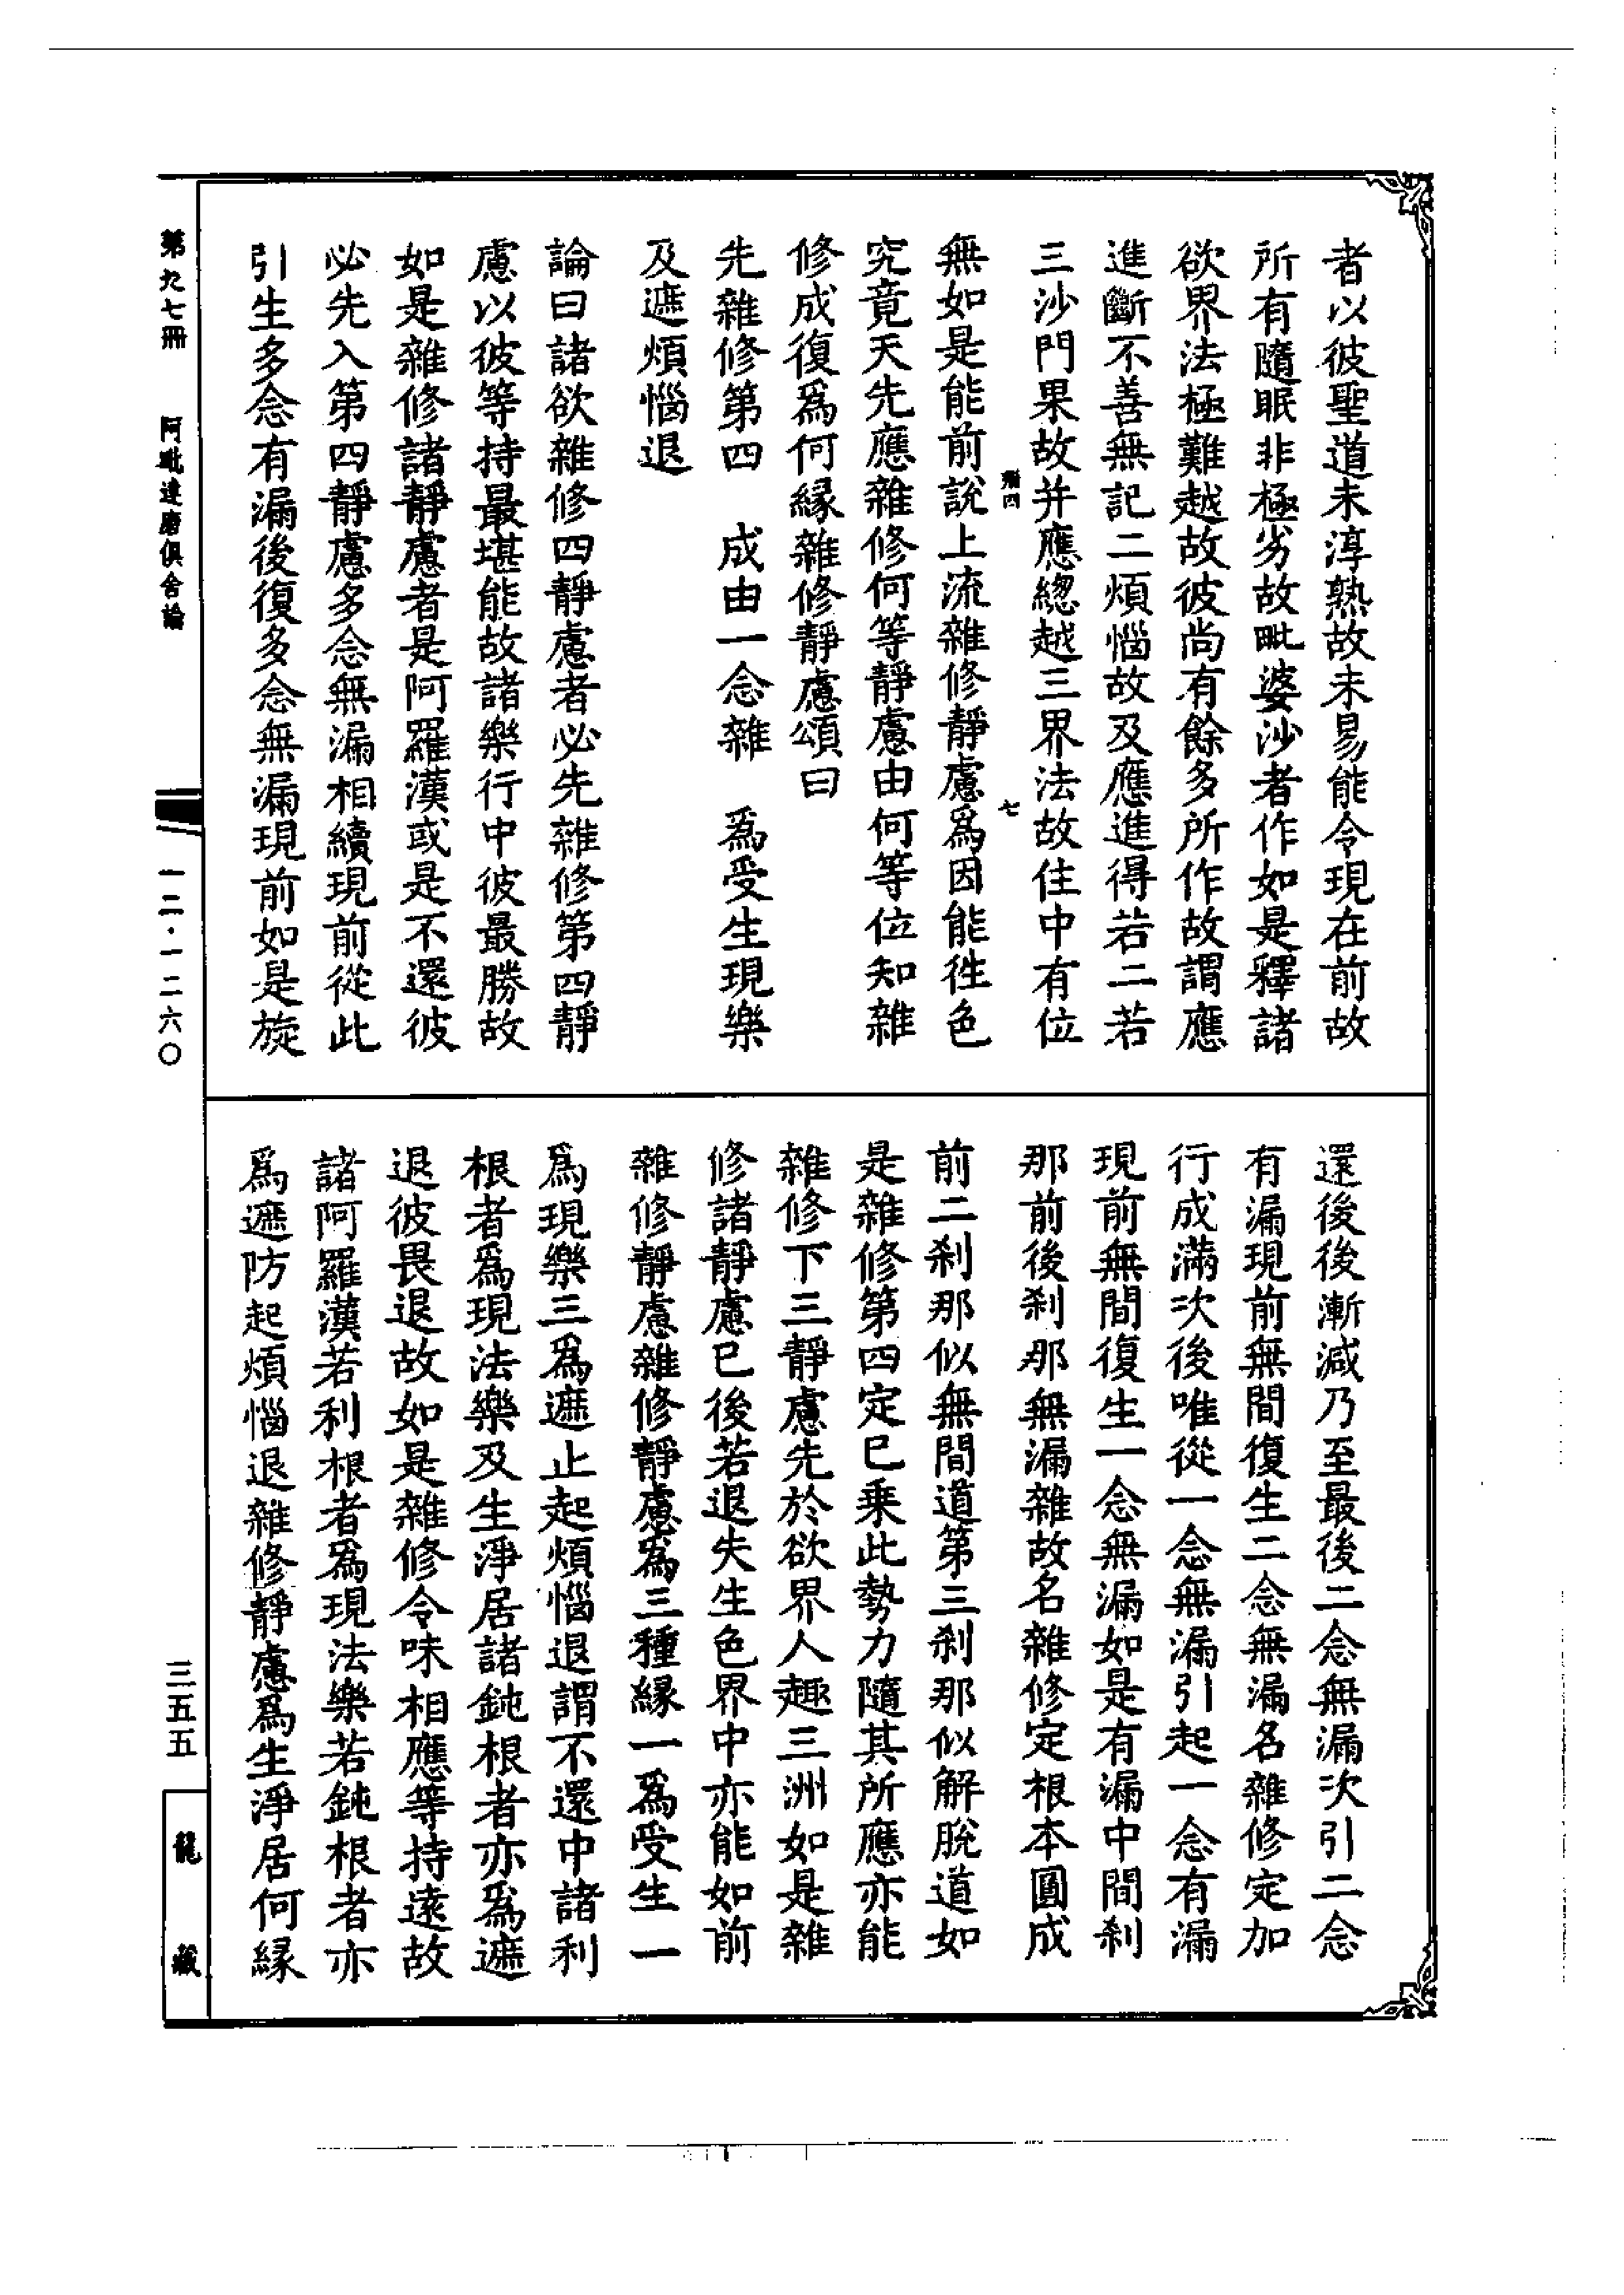 者以彼聖道未淳熟故未易能令現在前故
所有隨眠非極劣故毗婆沙者作如是釋諸
欲界法極難越故彼尚有餘多所作故謂應
進斷不善無記二煩惱故及應進得若二若
三沙門果故并應總越三界法故住中有位
無如是能前說上流雜修靜慮爲因能徃色
究竟天先應雜修何等靜慮由何等位知雜
修成復爲何緣雜修靜慮頌曰
先雜修第四　成由一念雜　爲受生現樂
及遮煩惱退
論曰諸欲雜修四靜慮者必先雜修第四靜
慮以彼等持最堪能故諸樂行中彼最勝故
如是雜修諸靜慮者是阿羅漢或是不還彼
必先入第四靜慮多念無漏相續現前從此
引生多念有漏後復多念無漏現前如是旋
還後後漸減乃至最後二念無漏次引二念
有漏現前無間復生二念無漏名雜修定加
行成滿次後唯從一念無漏引起一念有漏
現前無間復生一念無漏如是有漏中間刹
那前後刹那無漏雜故名雜修定根本圓成
前二刹那似無間道第三刹那似解脫道如
是雜修第四定已乘此勢力隨其所應亦能
雜修下三靜慮先於欲界人趣三洲如是雜
修諸靜慮已後若退失生色界中亦能如前
雜修靜慮雜修靜慮爲三種緣一爲受生二
爲現樂三爲遮止起煩惱退謂不還中諸利
根者爲現法樂及生淨居諸鈍根者亦爲遮
退彼畏退故如是雜修令味相應等持遠故
諸阿羅漢若利根者爲現法樂若鈍根者亦
爲遮防起煩惱退雜修靜慮爲生淨居何緣
第九七冊　阿毗達磨俱舍論
一二·一二六〇
三五五
龍藏
四
七